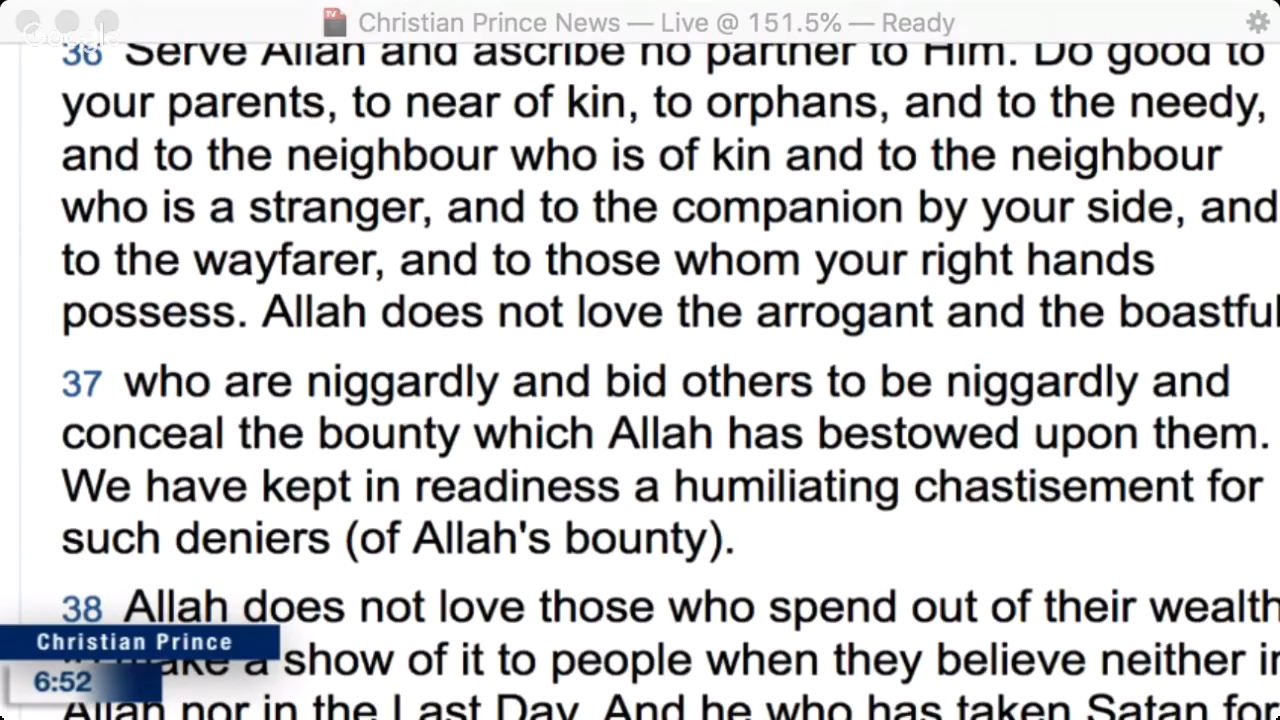 Christian Prince News — Live @ 151.5% — Ready
Google
36 Serve Allah and ascribe no partner to Him. Do good to
your parents, to near of kin, to orphans, and to the needy,
and to the neighbour who is of kin and to the neighbour
who is a stranger, and to the companion by your side, and
to the wayfarer, and to those whom your right hands
possess. Allah does not love the arrogant and the boastful
37 who are niggardly and bid others to be niggardly and
conceal the bounty which Allah has bestowed upon them.
We have kept in readiness a humiliating chastisement for
such deniers (of Allah's bounty).
38 Allah does not love those who spend out of their wealth
make a show of it to people when they believe neither in
Allah nor in the Last Day. And he who has taken Satan for
Christian Prince
6:52